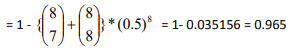 = 1 - {(8 7) + (8 8)} * (0.5)⁸ = 1- 0.035156 = 0.965